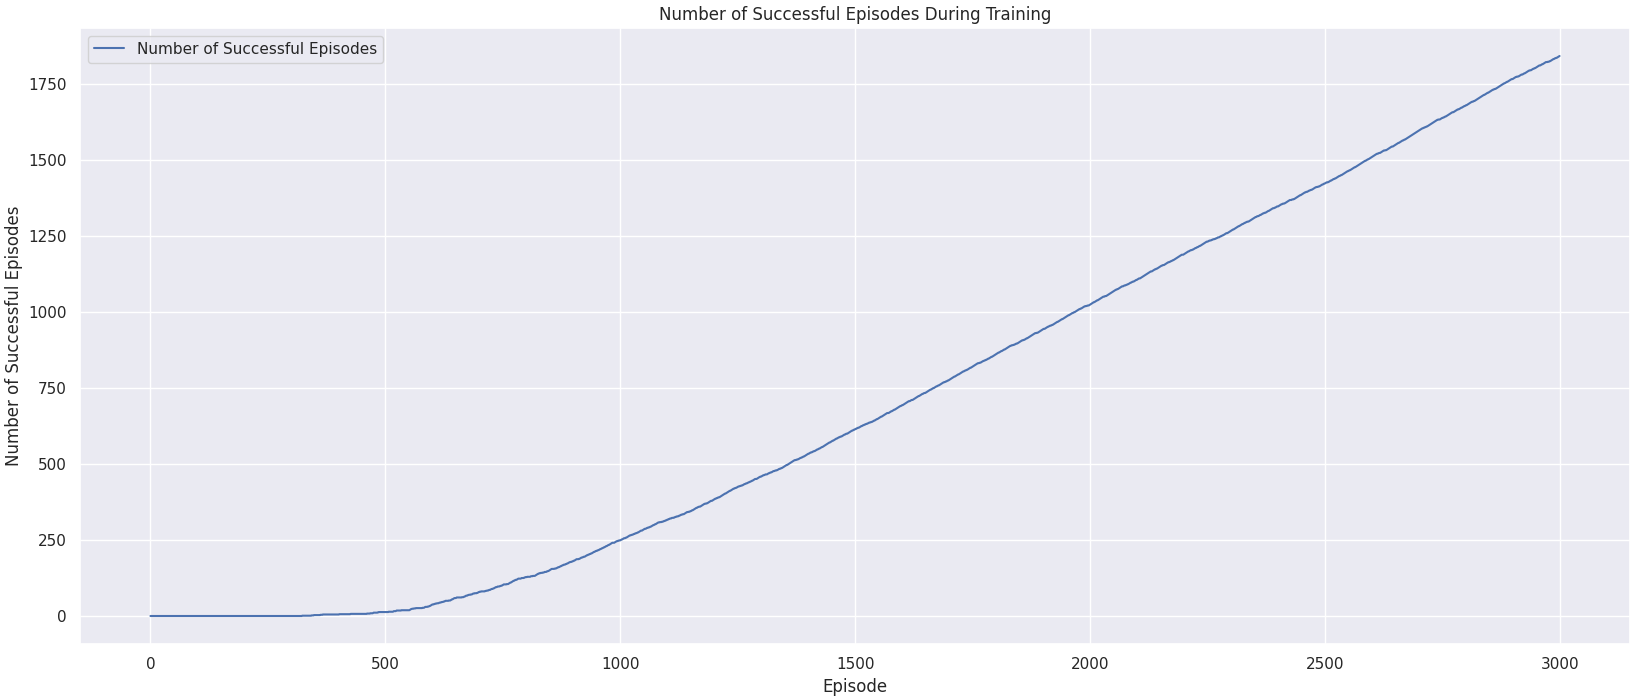 Number of Successful Episodes During Training
Number of Successful Episodes
1750
1500
1250
1000
750
500
250
0
Number of Successful Episodes
0 500 1000 1500 2000 2500 3000
Episode